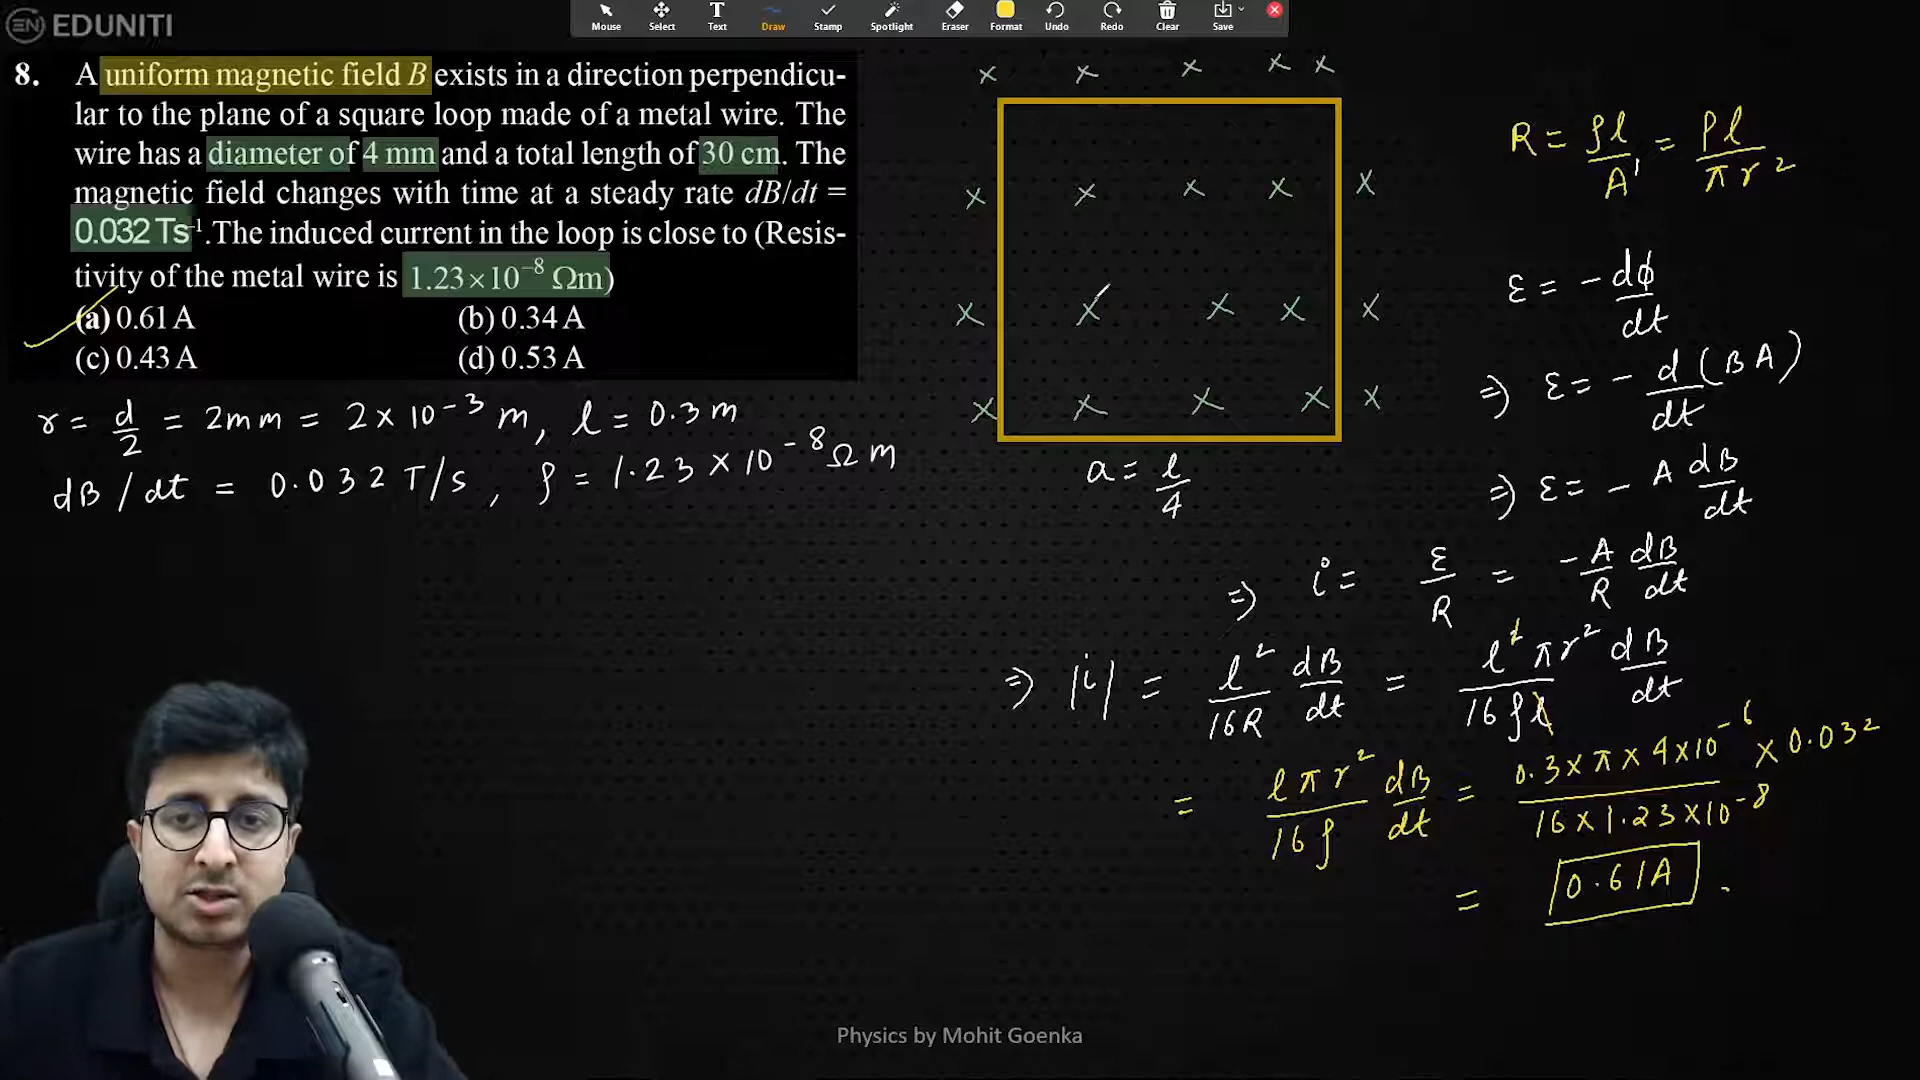 EN EDUNITI
Mouse Select Text Draw Stamp Spotlight Eraser Format Undo Redo Clear Save
8. A uniform magnetic field B exists in a direction perpendicu-
lar to the plane of a square loop made of a metal wire. The
wire has a diameter of 4 mm and a total length of 30 cm. The
magnetic field changes with time at a steady rate dB/dt =
0.032 Ts⁻¹.The induced current in the loop is close to (Resis-
tivity of the metal wire is 1.23×10⁻⁸ Ωm)
(a) 0.61 A (b) 0.34 A
(c) 0.43 A (d) 0.53 A
r = d/2 = 2mm = 2 × 10⁻³ m, l = 0.3 m
dB/dt = 0.032 T/s, ρ = 1.23 × 10⁻⁸ Ω m
a = l/4
R = ρl/A' = ρl/πr²
ε = - dϕ/dt
⇒ ε = - d(BA)/dt
⇒ ε = - A dB/dt
⇒ i = ε/R = -A/R dB/dt
⇒ |i| = l²/16R dB/dt = l²πr²/16ρl dB/dt
= lπr²/16ρ dB/dt = 0.3×π×4×10⁻⁶/16×1.23×10⁻⁸ × 0.032
= 0.61A
Physics by Mohit Goenka